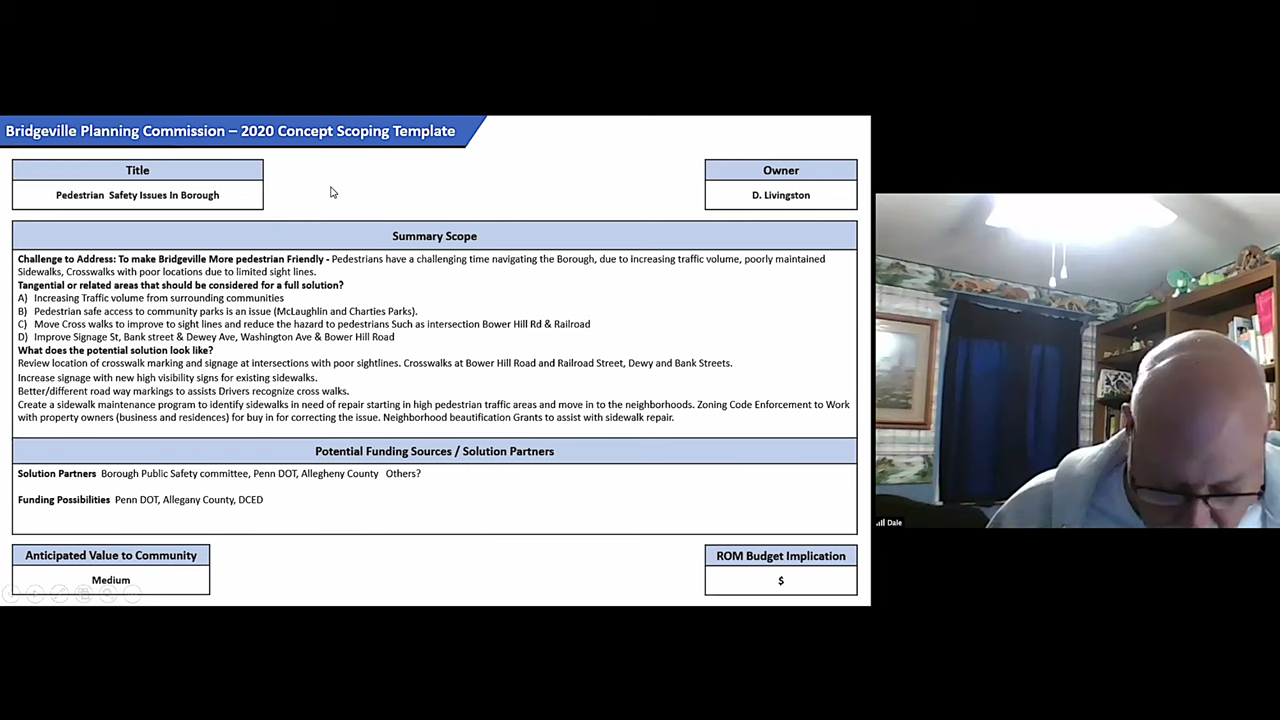 Bridgeville Planning Commission – 2020 Concept Scoping Template
Title
Owner
Pedestrian Safety Issues In Borough
D. Livingston
Summary Scope
Challenge to Address: To make Bridgeville More pedestrian Friendly - Pedestrians have a challenging time navigating the Borough, due to increasing traffic volume, poorly maintained
Sidewalks, Crosswalks with poor locations due to limited sight lines.
Tangential or related areas that should be considered for a full solution?
A) Increasing Traffic volume from surrounding communities
B) Pedestrian safe access to community parks is an issue (McLaughlin and Charties Parks).
C) Move Cross walks to improve to sight lines and reduce the hazard to pedestrians Such as intersection Bower Hill Rd & Railroad
D) Improve Signage St, Bank street & Dewey Ave, Washington Ave & Bower Hill Road
What does the potential solution look like?
Review location of crosswalk marking and signage at intersections with poor sightlines. Crosswalks at Bower Hill Road and Railroad Street, Dewy and Bank Streets.
Increase signage with new high visibility signs for existing sidewalks.
Better/different road way markings to assists Drivers recognize cross walks.
Create a sidewalk maintenance program to identify sidewalks in need of repair starting in high pedestrian traffic areas and move in to the neighborhoods. Zoning Code Enforcement to Work
with property owners (business and residences) for buy in for correcting the issue. Neighborhood beautification Grants to assist with sidewalk repair.
Potential Funding Sources / Solution Partners
Solution Partners Borough Public Safety committee, Penn DOT, Allegheny County Others?
Funding Possibilities Penn DOT, Allegany County, DCED
Anticipated Value to Community
ROM Budget Implication
Medium
$
Dale